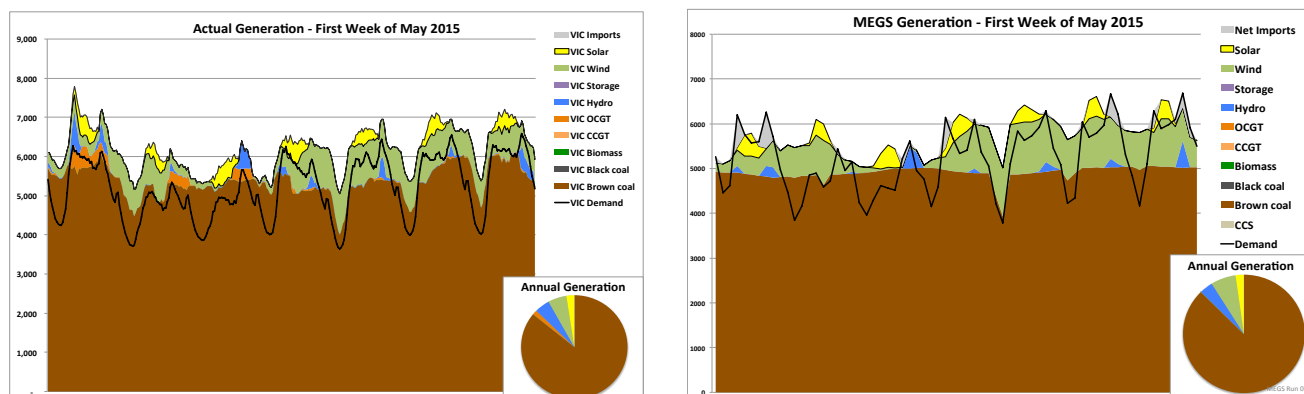 Actual Generation - First Week of May 2015
9,000
8,000
7,000
6,000
5,000
4,000
3,000
2,000
1,000
VIC Imports
VIC Solar
VIC Wind
VIC Storage
VIC Hydro
VIC OCGT
VIC CCGT
VIC Biomass
VIC Black coal
VIC Brown coal
VIC Demand
Annual Generation
MEGS Generation - First Week of May 2015
8000
7000
6000
5000
4000
3000
2000
1000
0
Net Imports
Solar
Wind
Storage
Hydro
OCGT
CCGT
Biomass
Black coal
Brown coal
CCS
Demand
Annual Generation
MEGS Run 0